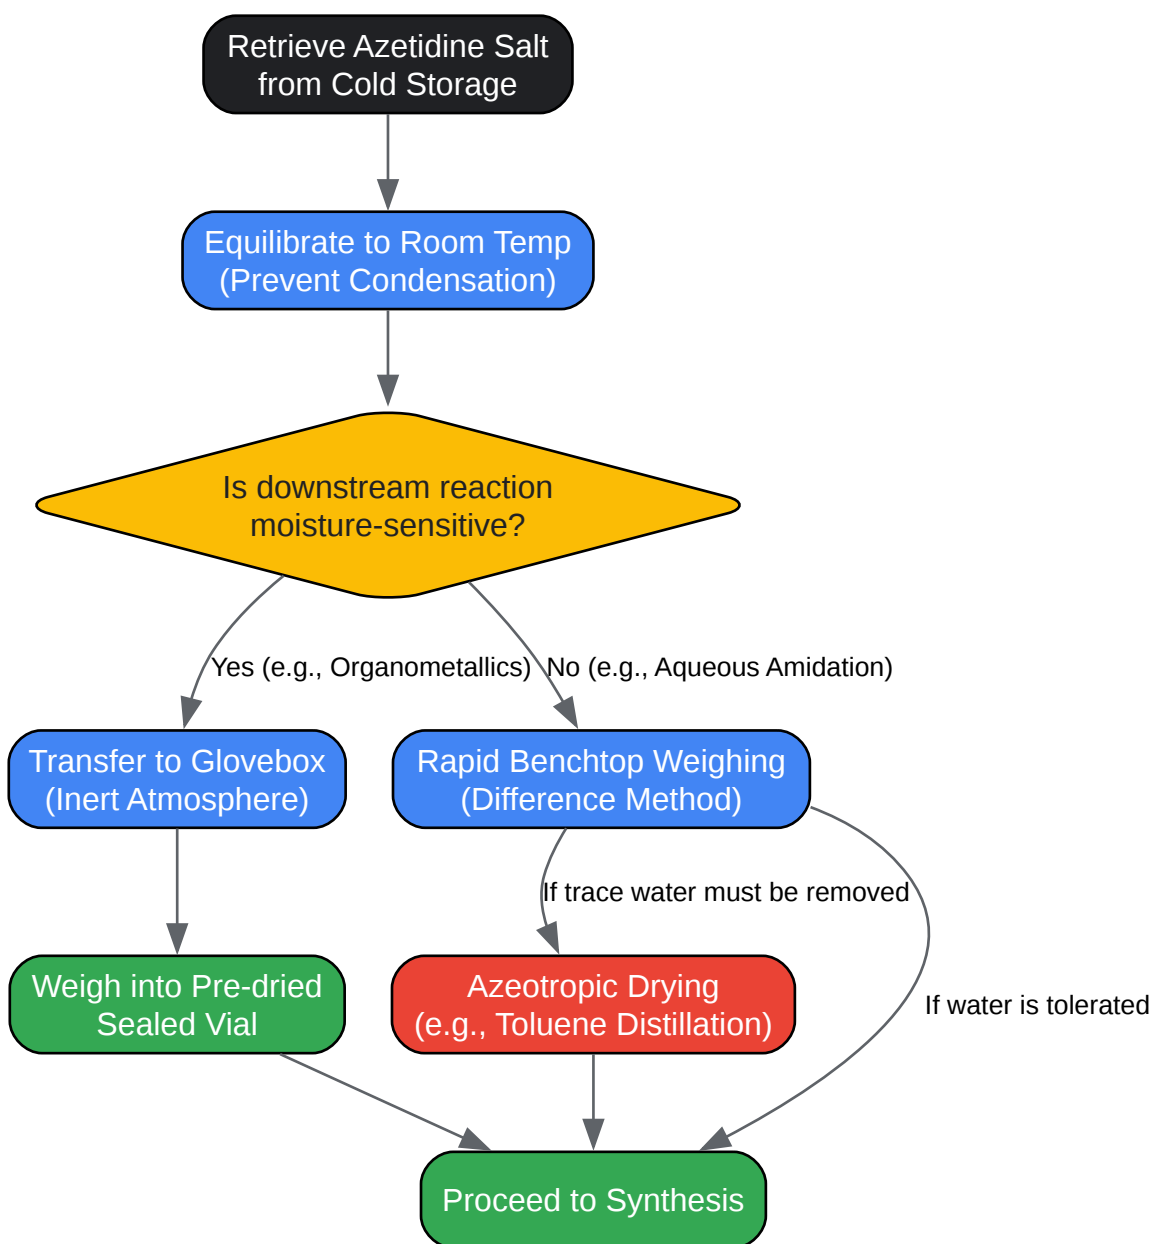 Retrieve Azetidine Salt
from Cold Storage
Equilibrate to Room Temp
(Prevent Condensation)
Is downstream reaction
moisture-sensitive?
Yes (e.g., Organometallics)
No (e.g., Aqueous Amidation)
Transfer to Glovebox
(Inert Atmosphere)
Rapid Benchtop Weighing
(Difference Method)
If trace water must be removed
Weigh into Pre-dried
Sealed Vial
Azeotropic Drying
(e.g., Toluene Distillation)
If water is tolerated
Proceed to Synthesis